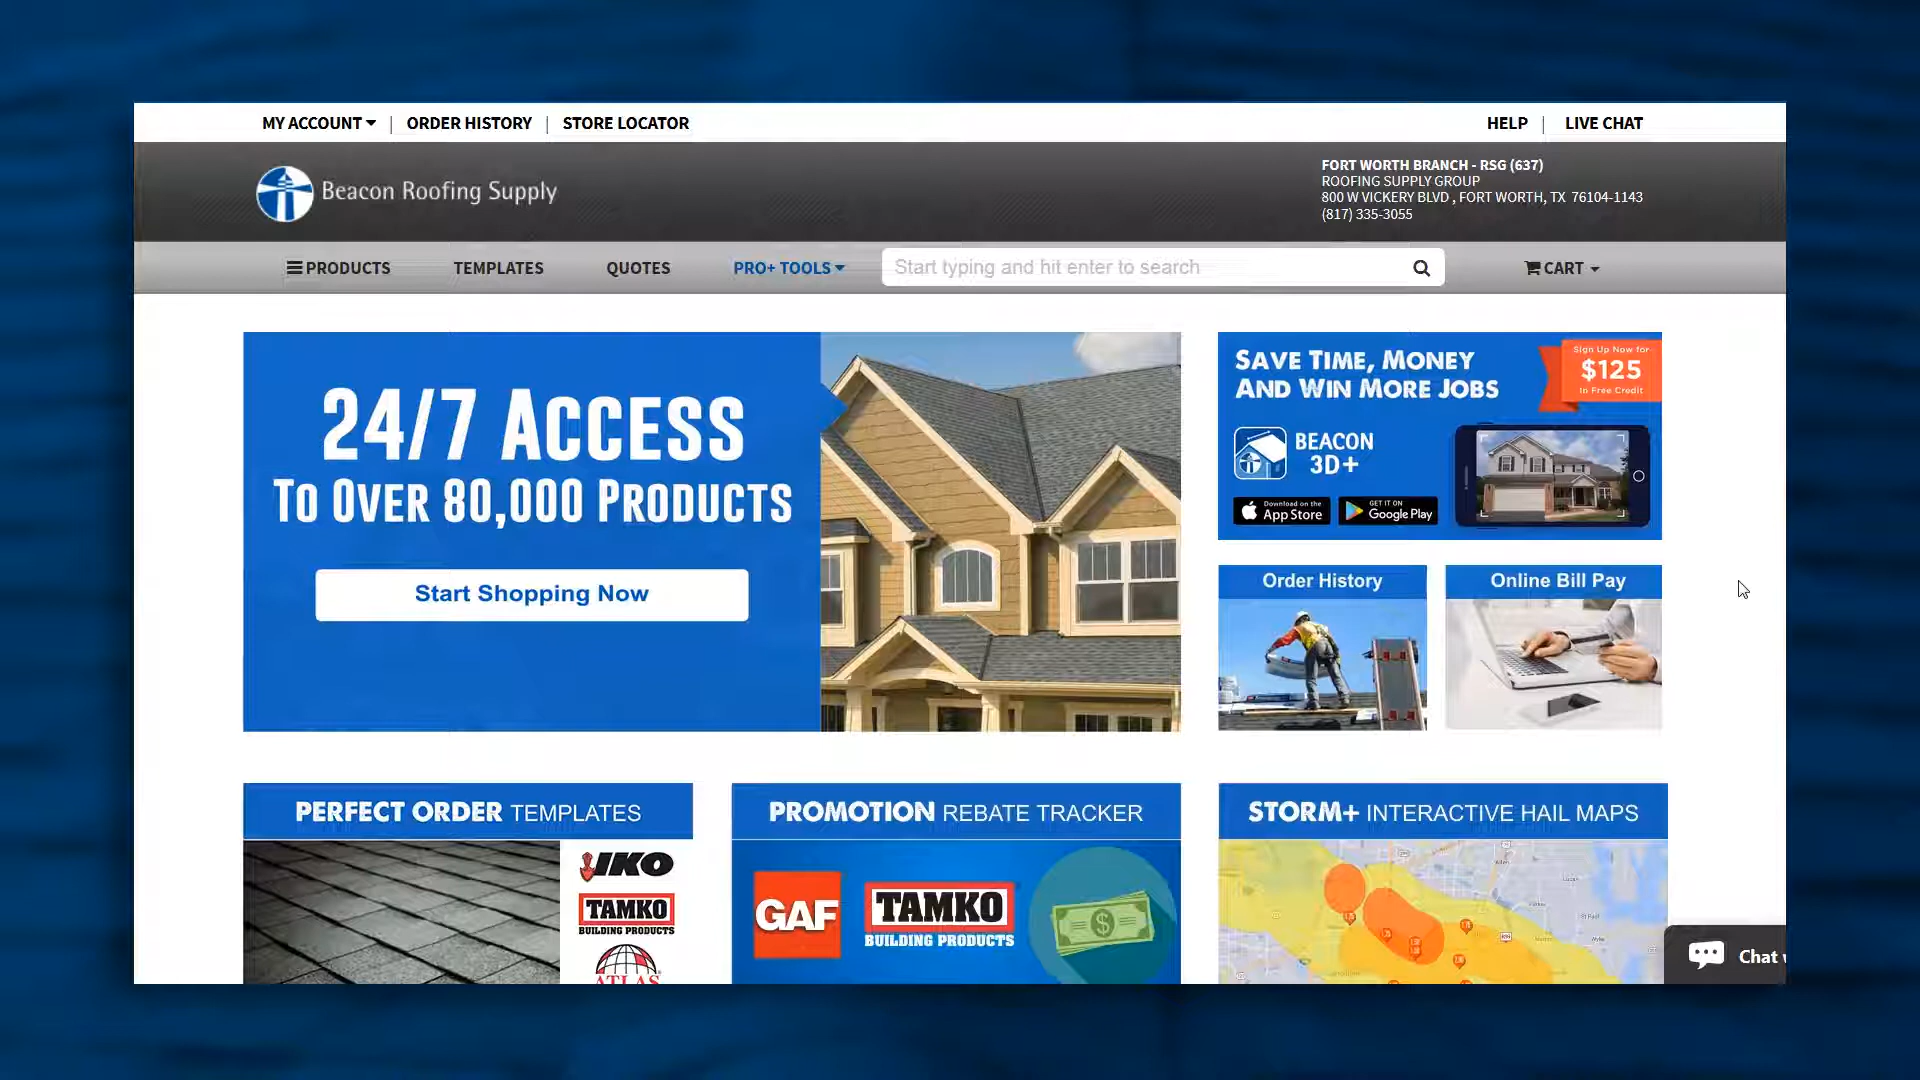 MY ACCOUNT | ORDER HISTORY | STORE LOCATOR
HELP | LIVE CHAT
Beacon Roofing Supply
FORT WORTH BRANCH - RSG (637)
ROOFING SUPPLY GROUP
800 W VICKERY BLVD , FORT WORTH, TX 76104-1143
(817) 335-3055
PRODUCTS
TEMPLATES
QUOTES
PRO+ TOOLS
Start typing and hit enter to search
CART
24/7 ACCESS
TO OVER 80,000 PRODUCTS
Start Shopping Now
SAVE TIME, MONEY
AND WIN MORE JOBS
Sign Up Now for
$125
In Free Credit
BEACON
3D+
Download on the
App Store
GET IT ON
Google Play
Order History
Online Bill Pay
PERFECT ORDER TEMPLATES
IKO
TAMKO
BUILDING PRODUCTS
ATLAS
PROMOTION REBATE TRACKER
GAF
TAMKO
BUILDING PRODUCTS
STORM+ INTERACTIVE HAIL MAPS
Chat